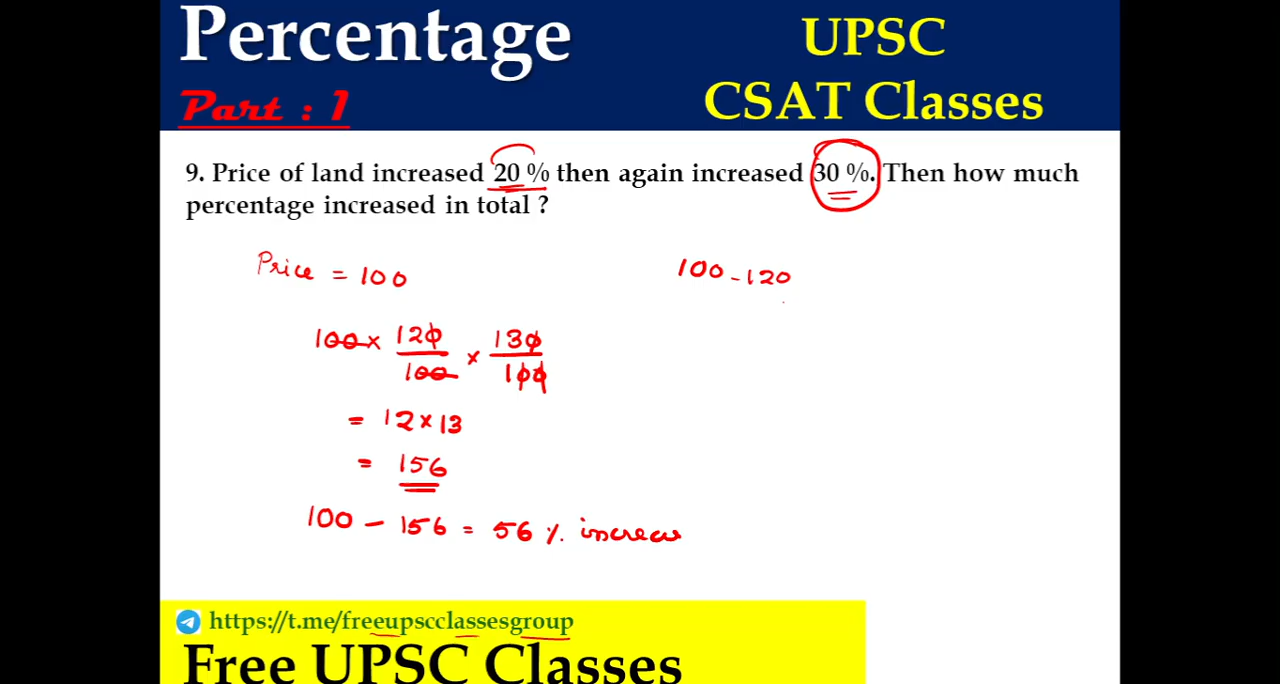 Percentage
Part : 1
UPSC
CSAT Classes
9. Price of land increased 20 % then again increased 30 %. Then how much
percentage increased in total ?
Price = 100
100 - 120
100 × 120/100 × 130/100
= 12 × 13
= 156
100 - 156 = 56 % increase
https://t.me/freeupscclassesgroup
Free UPSC Classes